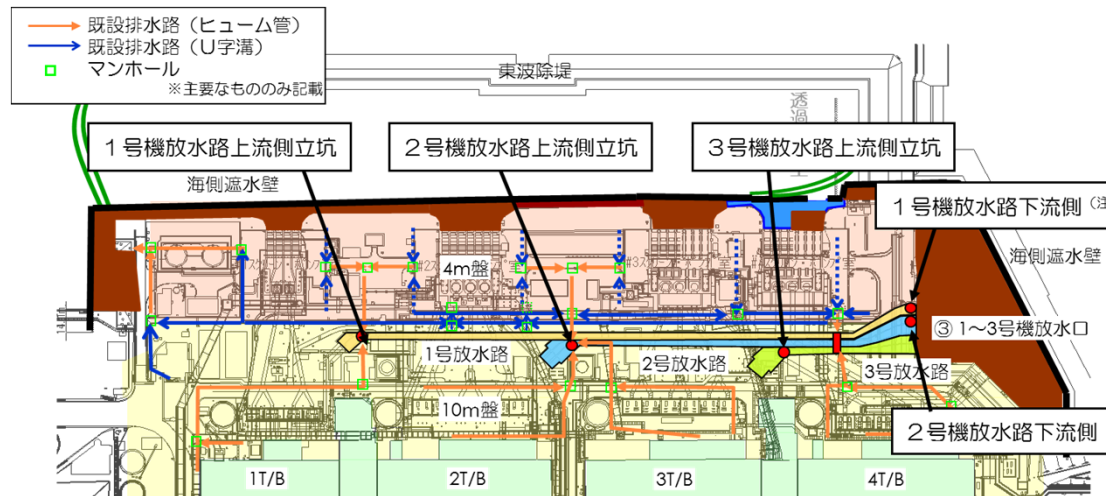 既設排水路（ヒューム管）
既設排水路（U字溝）
マンホール
※主要なもののみ記載
東波除堤
透過
１号機放水路上流側立坑
２号機放水路上流側立坑
３号機放水路上流側立坑
海側遮水壁
１号機放水路下流側（注
海側遮水壁
4m盤
③ 1～3号機放水口
1号放水路
2号放水路
3号放水路
10m盤
２号機放水路下流側
1T/B
2T/B
3T/B
4T/B